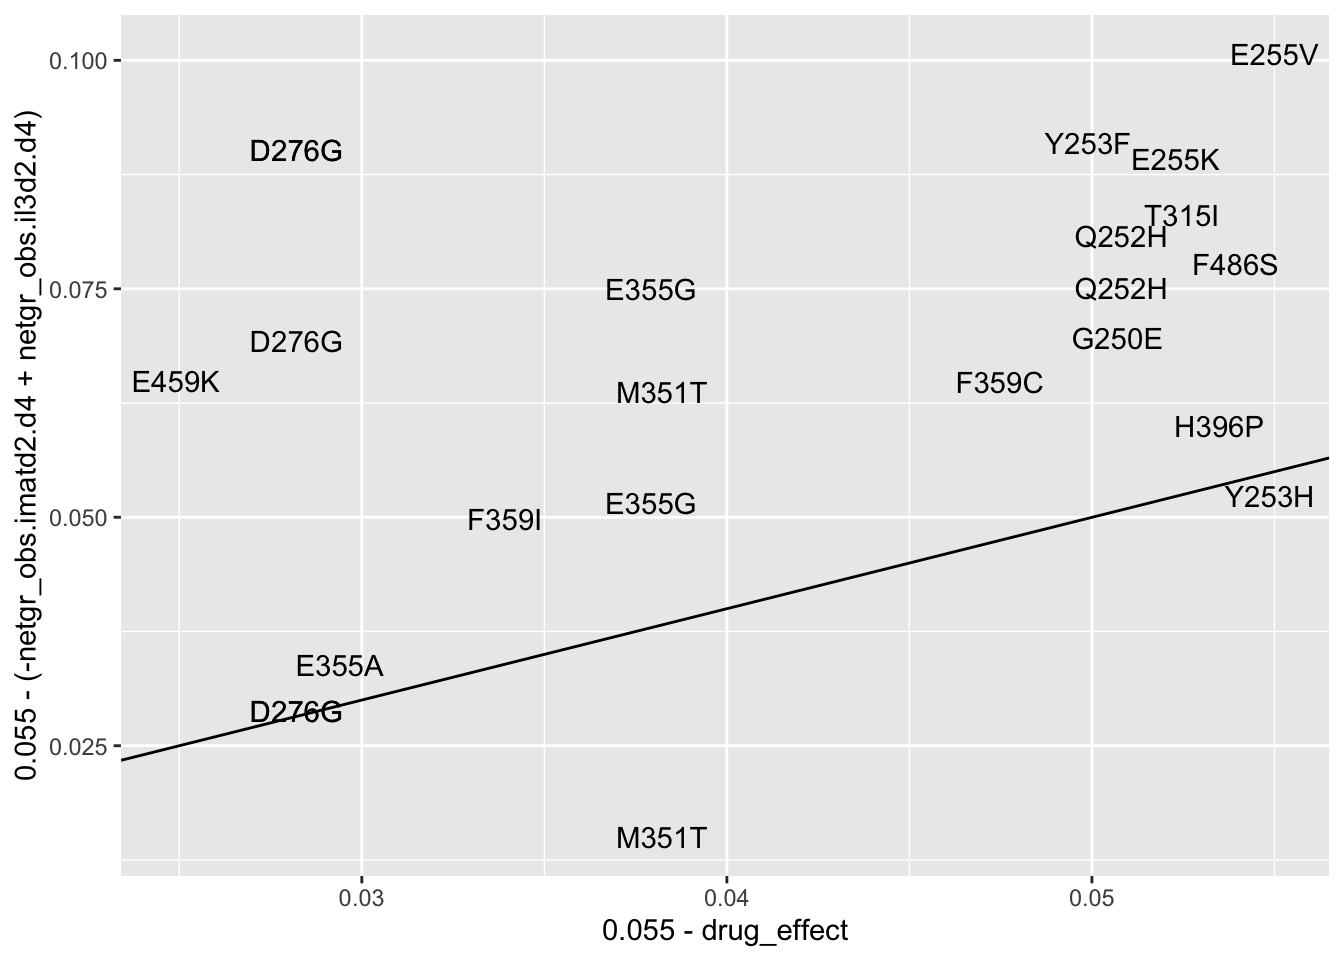 0.055 - (-netgr_obs.imatd2.d4 + netgr_obs.il3d2.d4)
0.100
0.075
0.050
0.025
E255V
D276G
Y253F
E255K
T315I
Q252H
F486S
E355G
Q252H
D276G
G250E
E459K
M351T
F359C
H396P
E355G
F359I
Y253H
E355A
D276G
M351T
0.03
0.04
0.05
0.055 - drug_effect